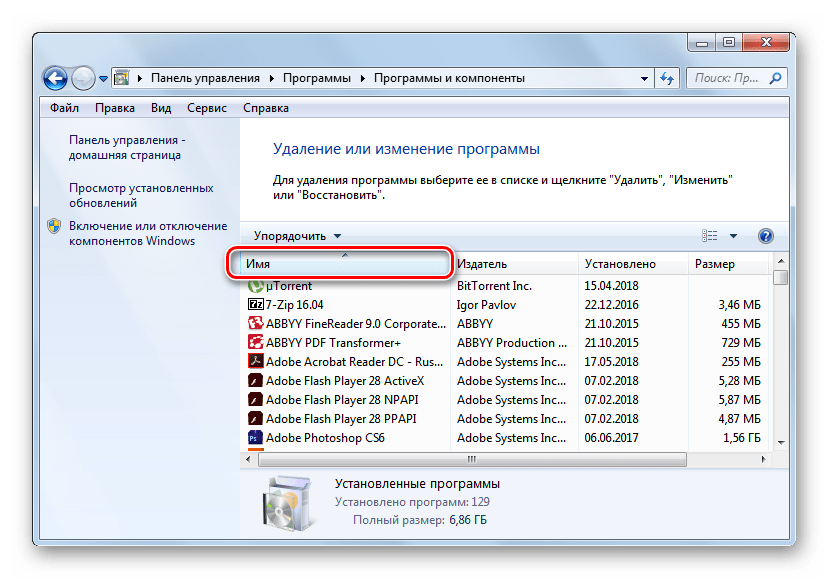 Панель управления Программы Программы и компоненты Поиск: Пр...
Файл Правка Вид Сервис Справка
Панель управления -
домашняя страница
Просмотр установленных
обновлений
Включение или отключение
компонентов Windows
Удаление или изменение программы
Для удаления программы выберите ее в списке и щелкните "Удалить", "Изменить"
или "Восстановить".
Упорядочить
Имя Издатель Установлено Размер
µTorrent BitTorrent Inc. 15.04.2018
7-Zip 16.04 Igor Pavlov 22.12.2016 3,46 МБ
ABBYY FineReader 9.0 Corporate... ABBYY 21.10.2015 455 МБ
ABBYY PDF Transformer+ ABBYY Production ... 21.10.2015 729 МБ
Adobe Acrobat Reader DC - Rus... Adobe Systems Inc... 17.05.2018 255 МБ
Adobe Flash Player 28 ActiveX Adobe Systems Inc... 07.02.2018 5,28 МБ
Adobe Flash Player 28 NPAPI Adobe Systems Inc... 07.02.2018 5,87 МБ
Adobe Flash Player 28 PPAPI Adobe Systems Inc... 07.02.2018 4,87 МБ
Adobe Photoshop CS6 Adobe Systems Inc... 06.06.2017 1,56 ГБ
Установленные программы
Установлено программ: 129
Полный размер: 6,86 ГБ